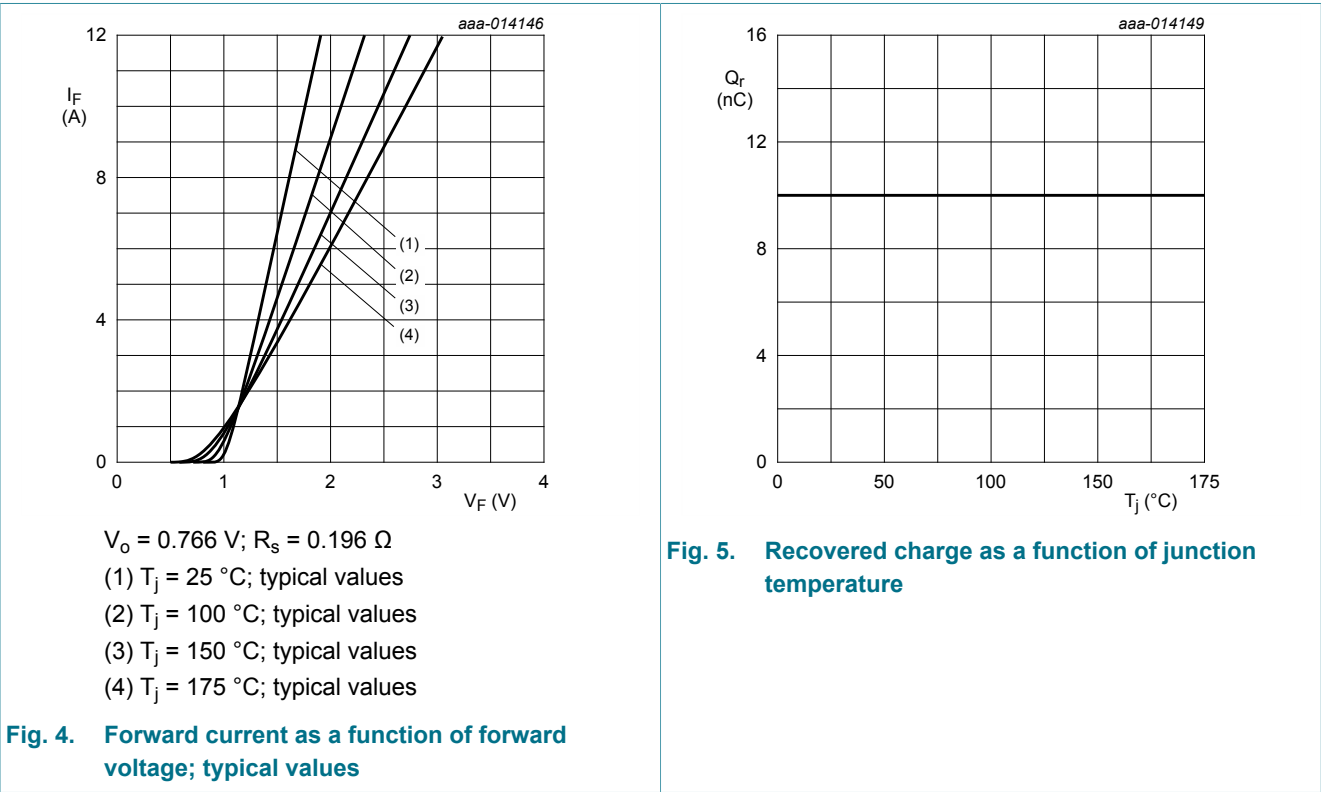 aaa-014146
12
I_F
(A)
8
4
0
(1)
(2)
(3)
(4)
0 1 2 3 4
V_F (V)
V_o = 0.766 V; R_s = 0.196 Ω
(1) T_j = 25 °C; typical values
(2) T_j = 100 °C; typical values
(3) T_j = 150 °C; typical values
(4) T_j = 175 °C; typical values
Fig. 4. Forward current as a function of forward
voltage; typical values
aaa-014149
16
Q_r
(nC)
12
8
4
0
0 50 100 150 175
T_j (°C)
Fig. 5. Recovered charge as a function of junction
temperature